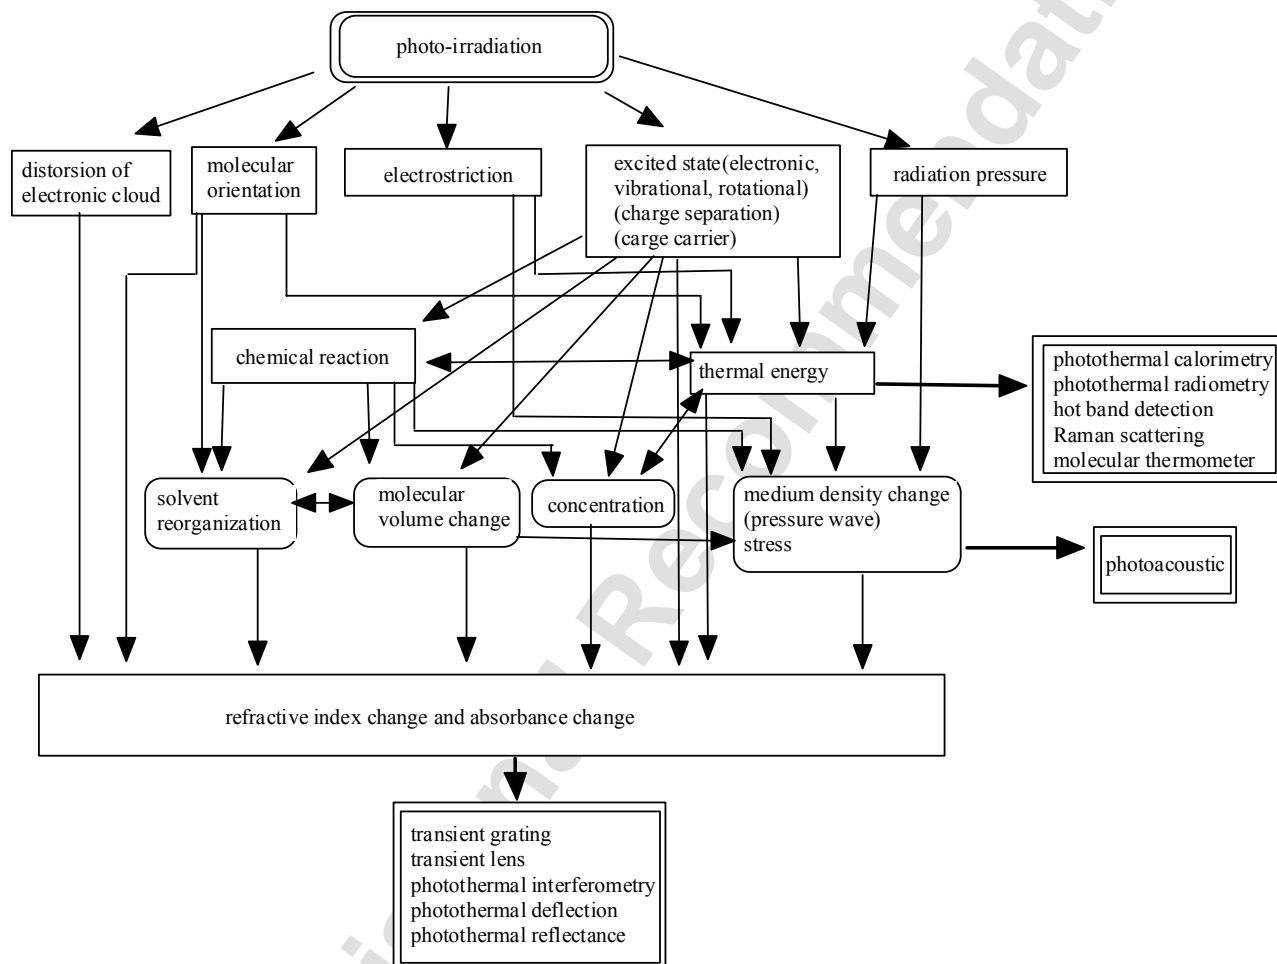 photo-irradiation
distorsion of
electronic cloud
molecular
orientation
electrostriction
excited state(electronic,
vibrational, rotational)
(charge separation)
(carge carrier)
radiation pressure
chemical reaction
thermal energy
photothermal calorimetry
photothermal radiometry
hot band detection
Raman scattering
molecular thermometer
solvent
reorganization
molecular
volume change
concentration
medium density change
(pressure wave)
stress
photoacoustic
refractive index change and absorbance change
transient grating
transient lens
photothermal interferometry
photothermal deflection
photothermal reflectance